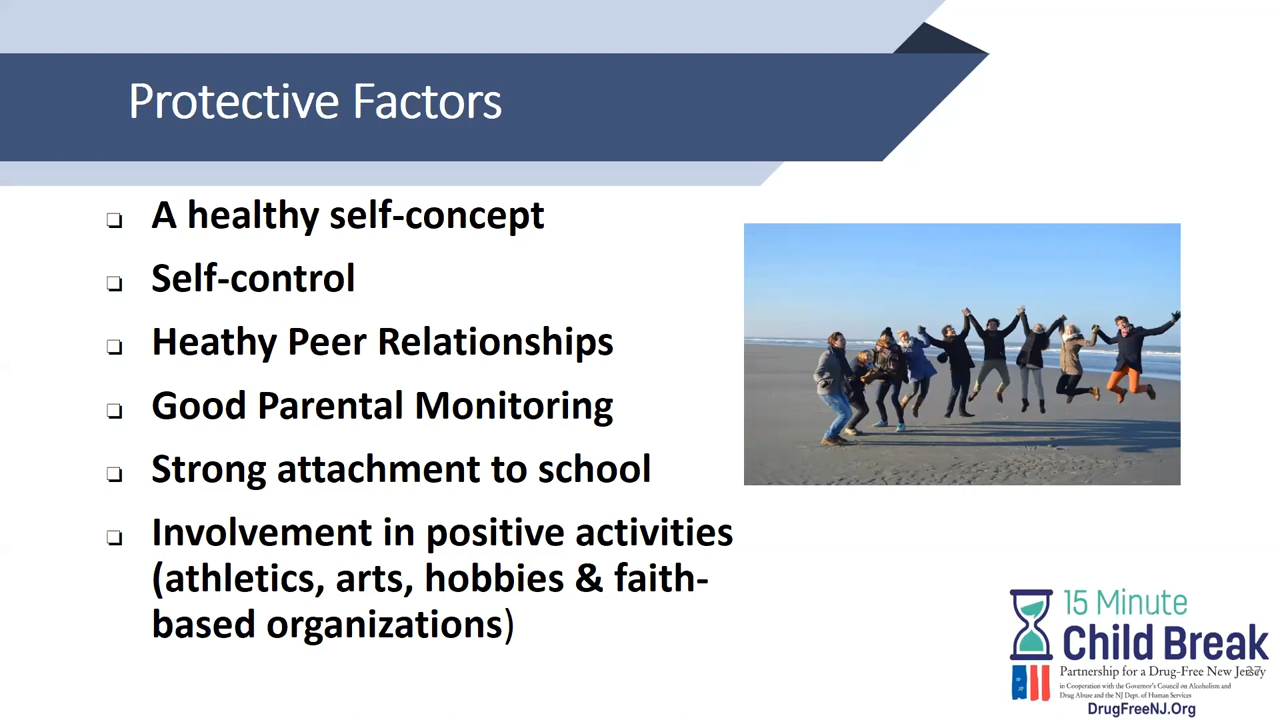 Protective Factors
A healthy self-concept
Self-control
Heathy Peer Relationships
Good Parental Monitoring
Strong attachment to school
Involvement in positive activities
(athletics, arts, hobbies & faith-
based organizations)
15 Minute
Child Break
Partnership for a Drug-Free New Jersey
27
in Cooperation with the Governor's Council on Alcoholism and
Drug Abuse and the NJ Dept. of Human Services
DrugFreeNJ.Org